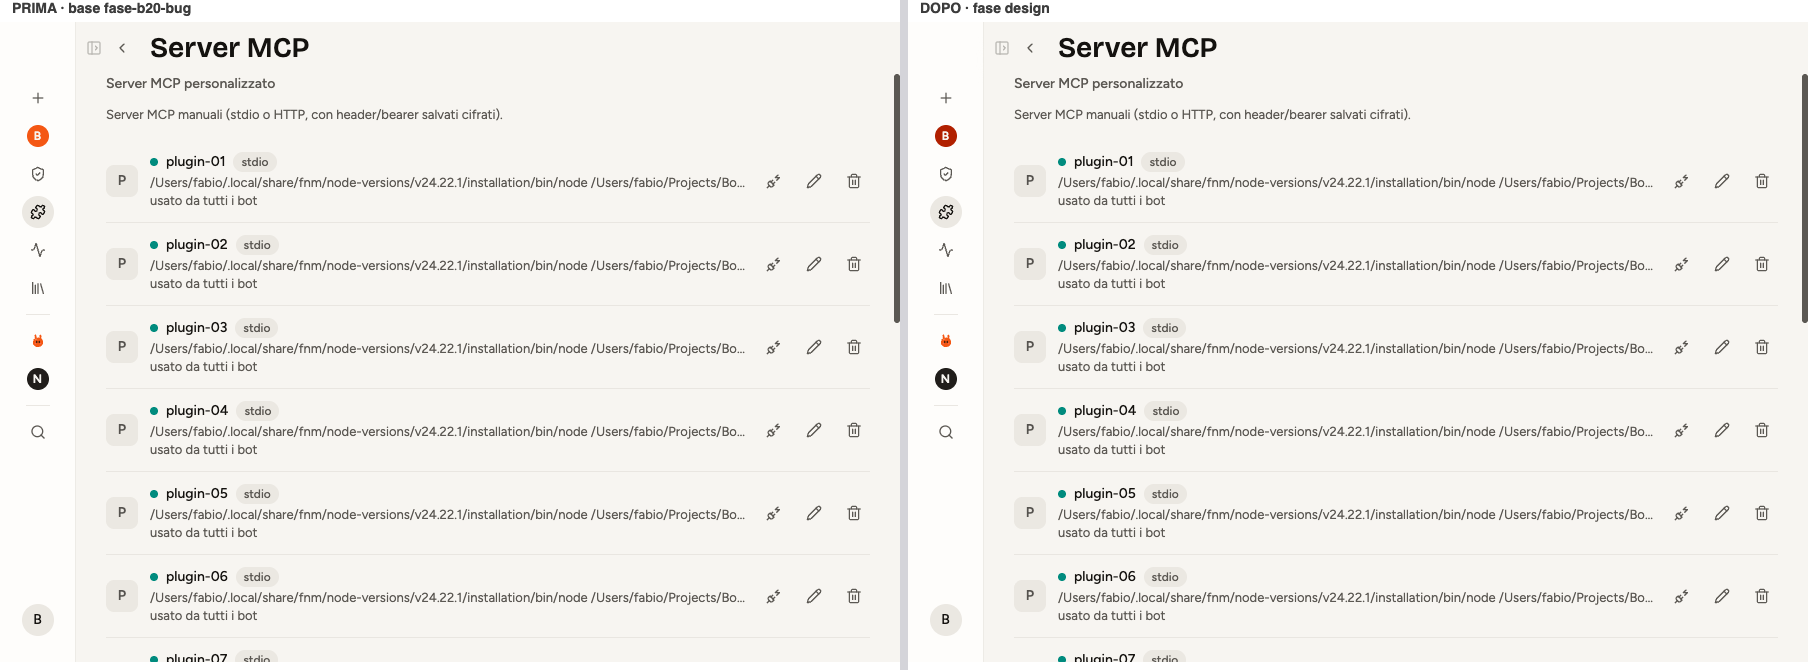 PRIMA · base fase-b20-bug
Server MCP
Server MCP personalizzato
Server MCP manuali (stdio o HTTP, con header/bearer salvati cifrati).
B
P
plugin-01 stdio
/Users/fabio/.local/share/fnm/node-versions/v24.22.1/installation/bin/node /Users/fabio/Projects/Bo...
usato da tutti i bot
P
plugin-02 stdio
/Users/fabio/.local/share/fnm/node-versions/v24.22.1/installation/bin/node /Users/fabio/Projects/Bo...
usato da tutti i bot
P
plugin-03 stdio
/Users/fabio/.local/share/fnm/node-versions/v24.22.1/installation/bin/node /Users/fabio/Projects/Bo...
usato da tutti i bot
N
P
plugin-04 stdio
/Users/fabio/.local/share/fnm/node-versions/v24.22.1/installation/bin/node /Users/fabio/Projects/Bo...
usato da tutti i bot
P
plugin-05 stdio
/Users/fabio/.local/share/fnm/node-versions/v24.22.1/installation/bin/node /Users/fabio/Projects/Bo...
usato da tutti i bot
P
plugin-06 stdio
/Users/fabio/.local/share/fnm/node-versions/v24.22.1/installation/bin/node /Users/fabio/Projects/Bo...
usato da tutti i bot
B
plugin-07 stdio
DOPO · fase design
Server MCP
Server MCP personalizzato
Server MCP manuali (stdio o HTTP, con header/bearer salvati cifrati).
B
P
plugin-01 stdio
/Users/fabio/.local/share/fnm/node-versions/v24.22.1/installation/bin/node /Users/fabio/Projects/Bo...
usato da tutti i bot
P
plugin-02 stdio
/Users/fabio/.local/share/fnm/node-versions/v24.22.1/installation/bin/node /Users/fabio/Projects/Bo...
usato da tutti i bot
P
plugin-03 stdio
/Users/fabio/.local/share/fnm/node-versions/v24.22.1/installation/bin/node /Users/fabio/Projects/Bo...
usato da tutti i bot
N
P
plugin-04 stdio
/Users/fabio/.local/share/fnm/node-versions/v24.22.1/installation/bin/node /Users/fabio/Projects/Bo...
usato da tutti i bot
P
plugin-05 stdio
/Users/fabio/.local/share/fnm/node-versions/v24.22.1/installation/bin/node /Users/fabio/Projects/Bo...
usato da tutti i bot
P
plugin-06 stdio
/Users/fabio/.local/share/fnm/node-versions/v24.22.1/installation/bin/node /Users/fabio/Projects/Bo...
usato da tutti i bot
B
plugin-07 stdio